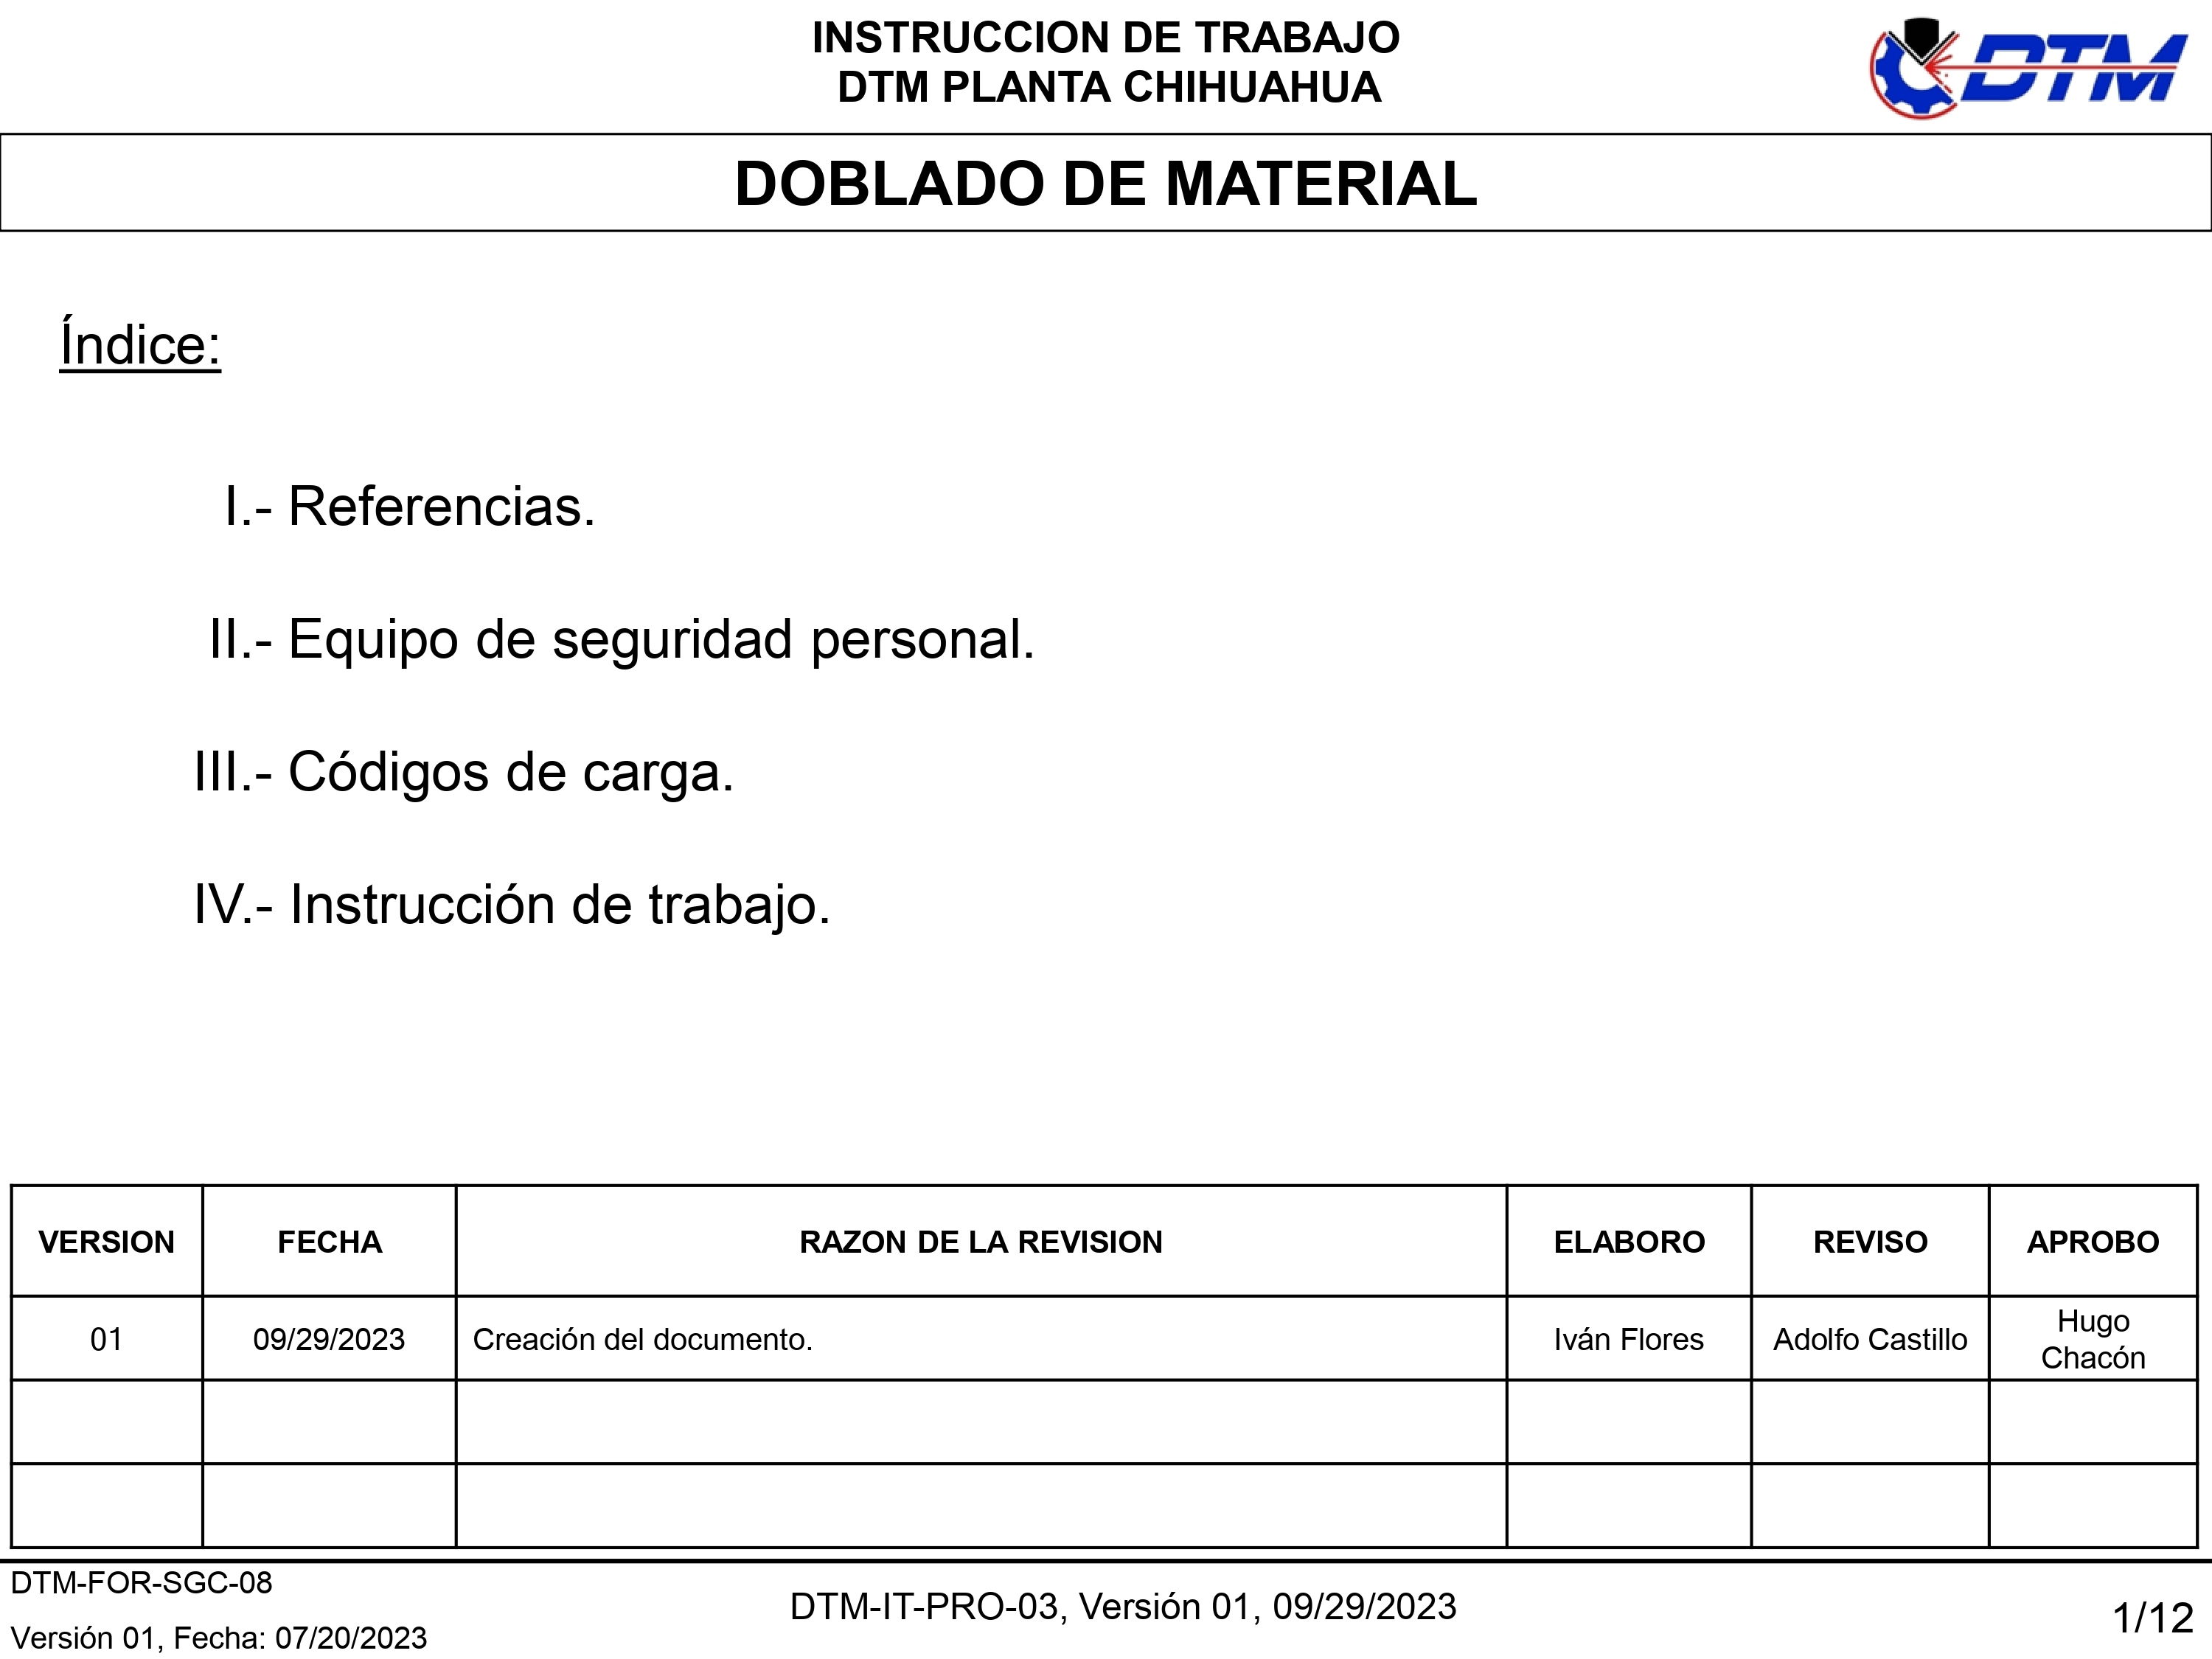 INSTRUCCION DE TRABAJO
DTM PLANTA CHIHUAHUA
DTM
DOBLADO DE MATERIAL
Índice:
I.- Referencias.
II.- Equipo de seguridad personal.
III.- Códigos de carga.
IV.- Instrucción de trabajo.
VERSION FECHA RAZON DE LA REVISION ELABORO REVISO APROBO
01 09/29/2023 Creación del documento. Iván Flores Adolfo Castillo Hugo
Chacón
DTM-FOR-SGC-08
Versión 01, Fecha: 07/20/2023
DTM-IT-PRO-03, Versión 01, 09/29/2023
1/12